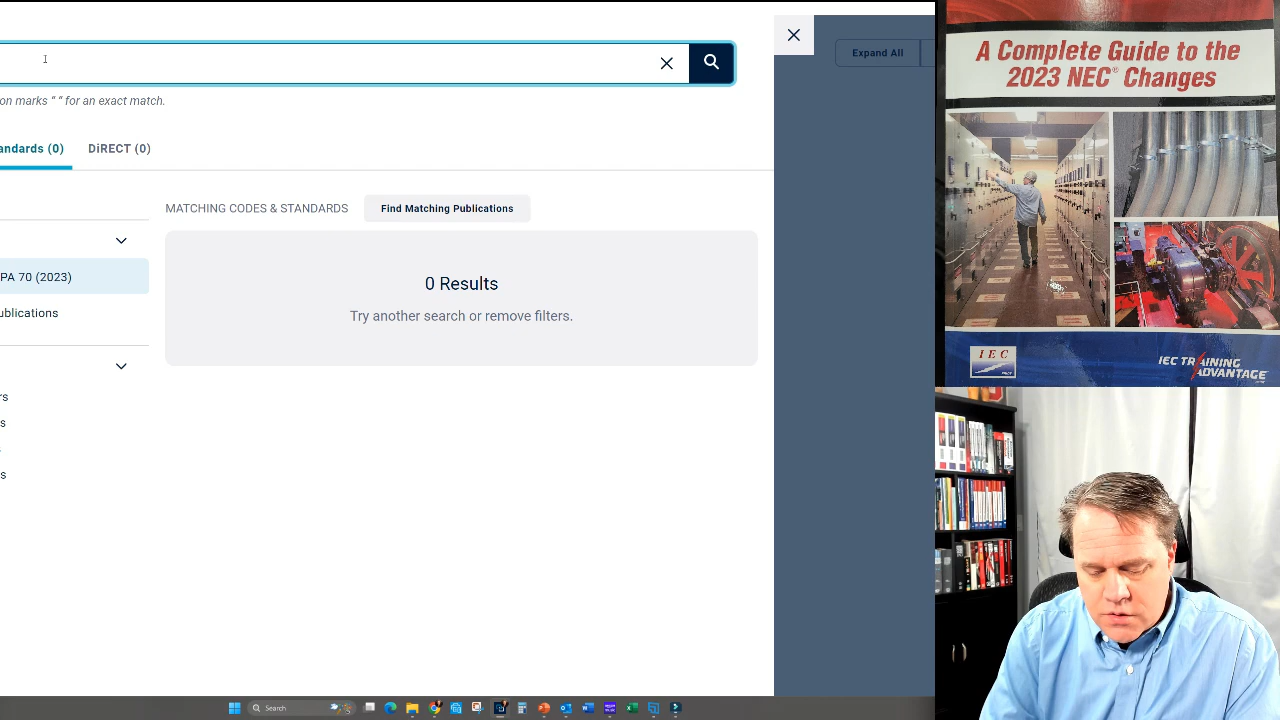 Expand All
on marks “ ” for an exact match.
andards (0)
DiRECT (0)
MATCHING CODES & STANDARDS
Find Matching Publications
PA 70 (2023)
ublications
0 Results
Try another search or remove filters.
rs
s
s
Search
A Complete Guide to the
2023 NEC® Changes
IEC
IEC TRAINING
ADVANTAGE